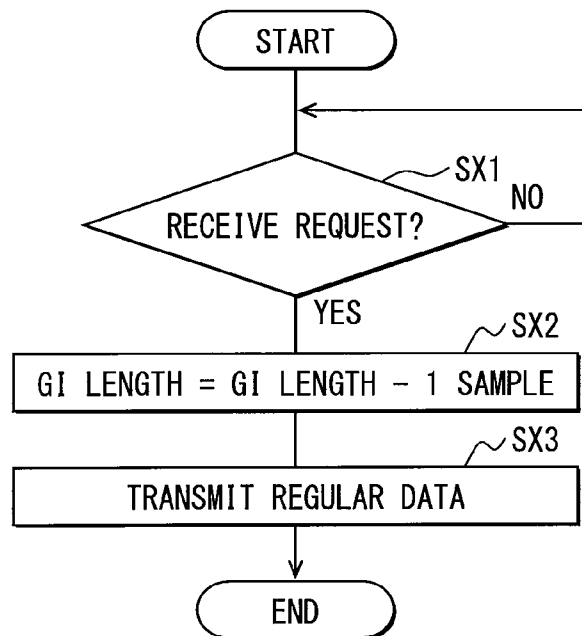 START
SX1
RECEIVE REQUEST?
NO
YES
SX2
GI LENGTH = GI LENGTH - 1 SAMPLE
SX3
TRANSMIT REGULAR DATA
END